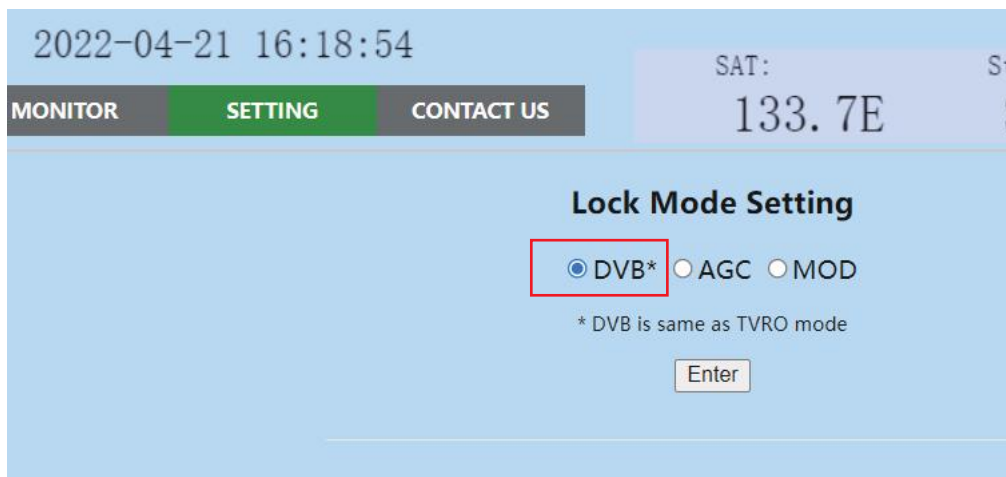 2022-04-21 16:18:54
SAT:
MONITOR SETTING CONTACT US
133.7E
Lock Mode Setting
DVB* AGC MOD
* DVB is same as TVRO mode
Enter